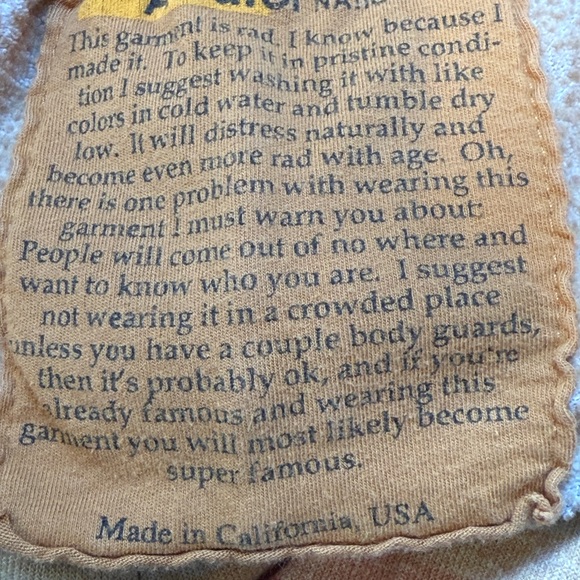 This garment is rad. I know because I
made it. To keep it in pristine condi-
tion I suggest washing it with like
colors in cold water and tumble dry
low. It will distress naturally and
become even more rad with age. Oh,
there is one problem with wearing this
garment I must warn you about:
People will come out of no where and
want to know who you are. I suggest
not wearing it in a crowded place
unless you have a couple body guards,
then it's probably ok, and if you're
already famous and wearing this
garment you will most likely become
super famous.
Made in California, USA